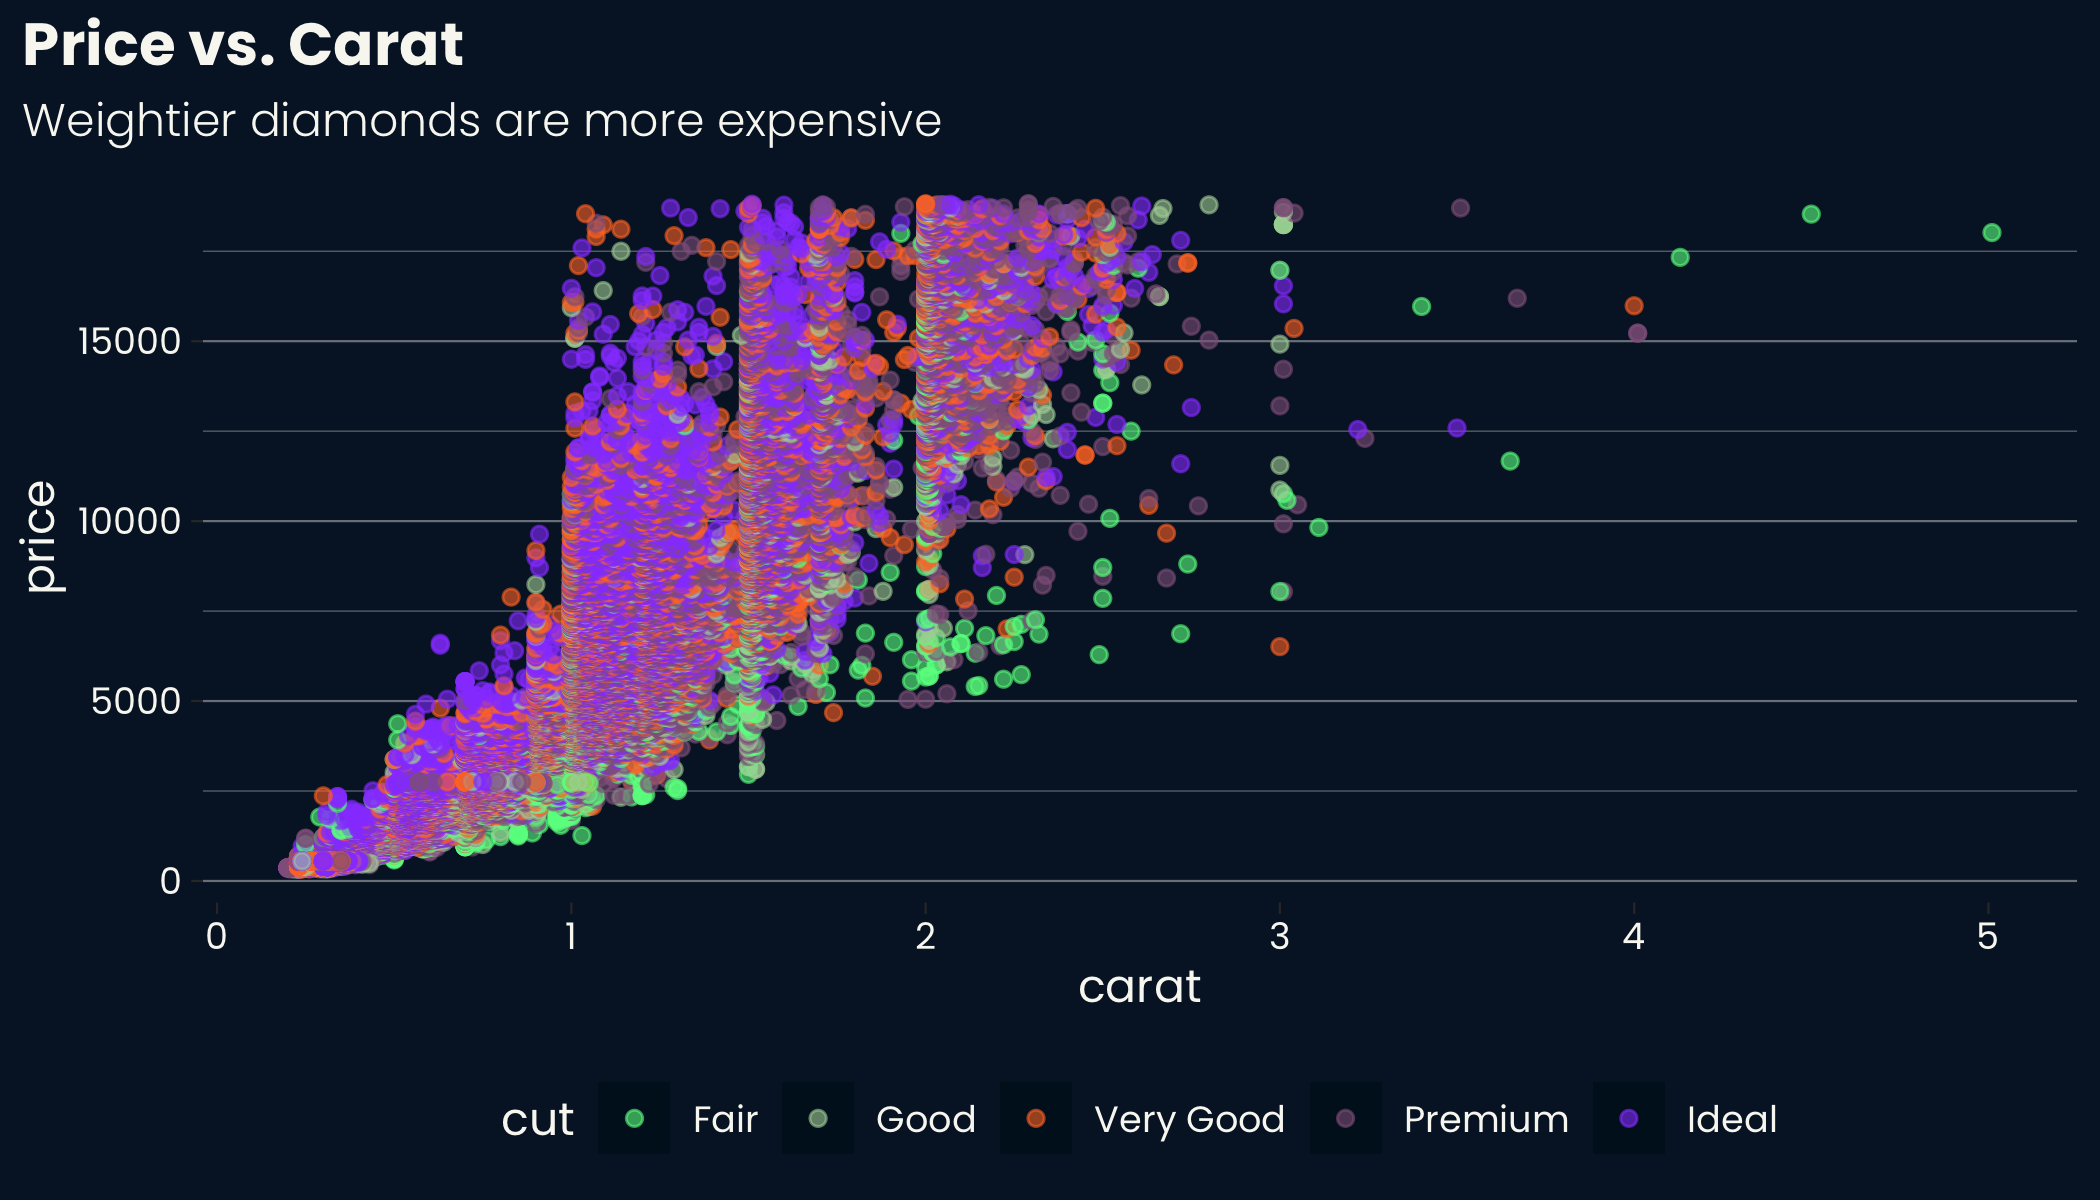 Price vs. Carat
Weightier diamonds are more expensive
price
15000
10000
5000
0
0 1 2 3 4 5
carat
cut Fair Good Very Good Premium Ideal